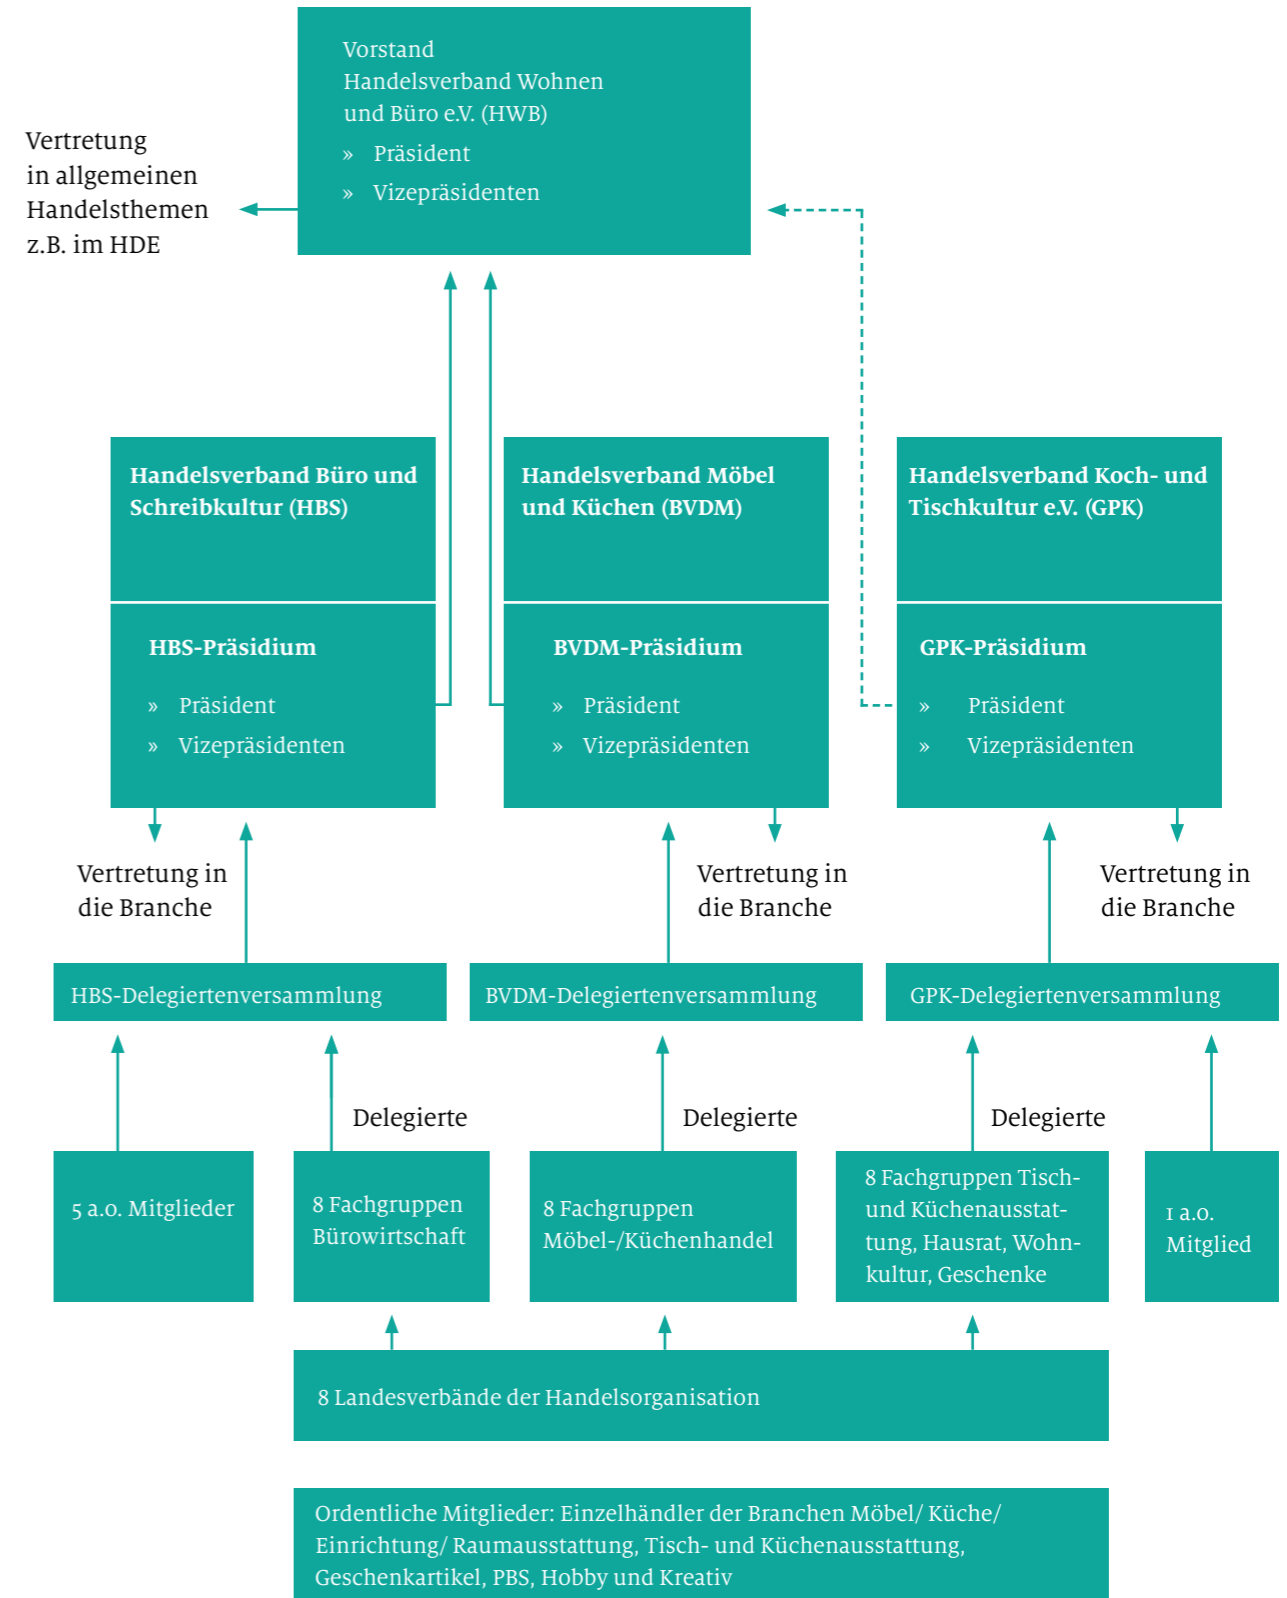 Vorstand
Handelsverband Wohnen
und Büro e.V. (HWB)
» Präsident
» Vizepräsidenten
Vertretung
in allgemeinen
Handelsthemen
z.B. im HDE
Handelsverband Büro und
Schreibkultur (HBS)
HBS-Präsidium
» Präsident
» Vizepräsidenten
Handelsverband Möbel
und Küchen (BVDM)
BVDM-Präsidium
» Präsident
» Vizepräsidenten
Handelsverband Koch- und
Tischkultur e.V. (GPK)
GPK-Präsidium
» Präsident
» Vizepräsidenten
Vertretung in
die Branche
Vertretung in
die Branche
Vertretung in
die Branche
HBS-Delegiertenversammlung
BVDM-Delegiertenversammlung
GPK-Delegiertenversammlung
Delegierte
Delegierte
Delegierte
5 a.o. Mitglieder
8 Fachgruppen
Bürowirtschaft
8 Fachgruppen
Möbel-/Küchenhandel
8 Fachgruppen Tisch-
und Küchenausstat-
tung, Hausrat, Wohn-
kultur, Geschenke
1 a.o.
Mitglied
8 Landesverbände der Handelsorganisation
Ordentliche Mitglieder: Einzelhändler der Branchen Möbel/ Küche/
Einrichtung/ Raumausstattung, Tisch- und Küchenausstattung,
Geschenkartikel, PBS, Hobby und Kreativ